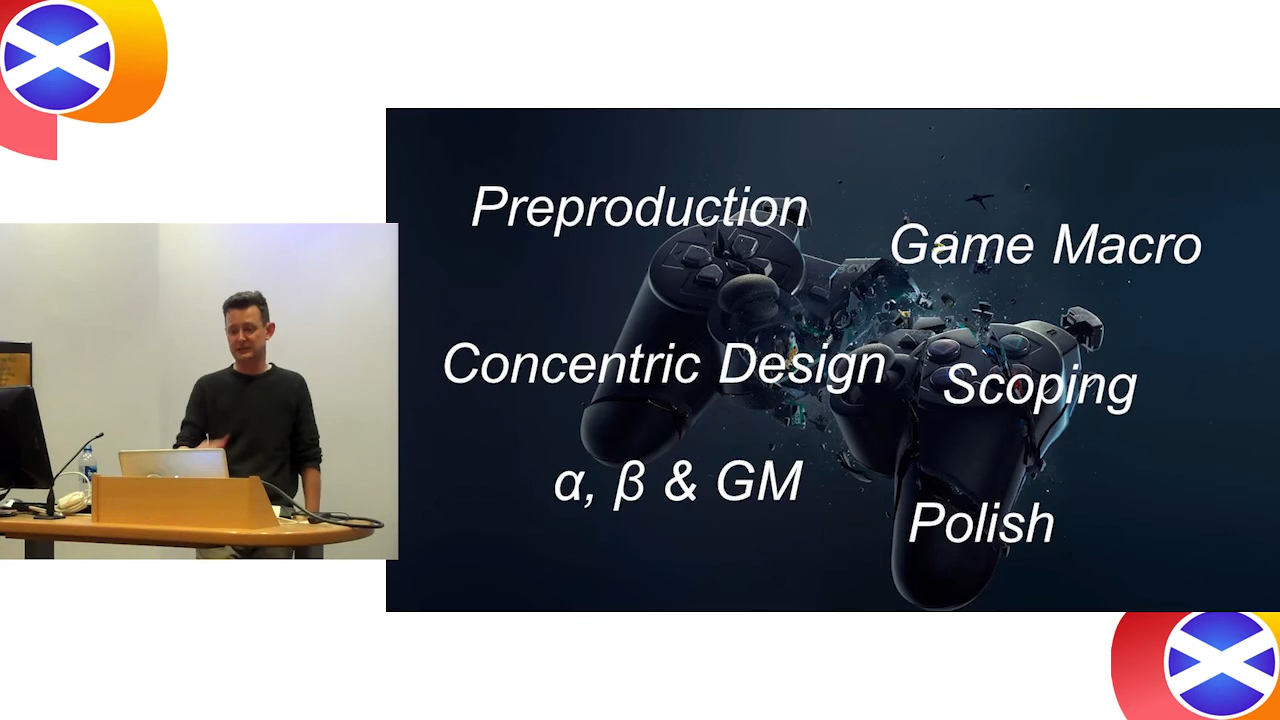 Preproduction
Game Macro
Concentric Design
Scoping
α, β & GM
Polish